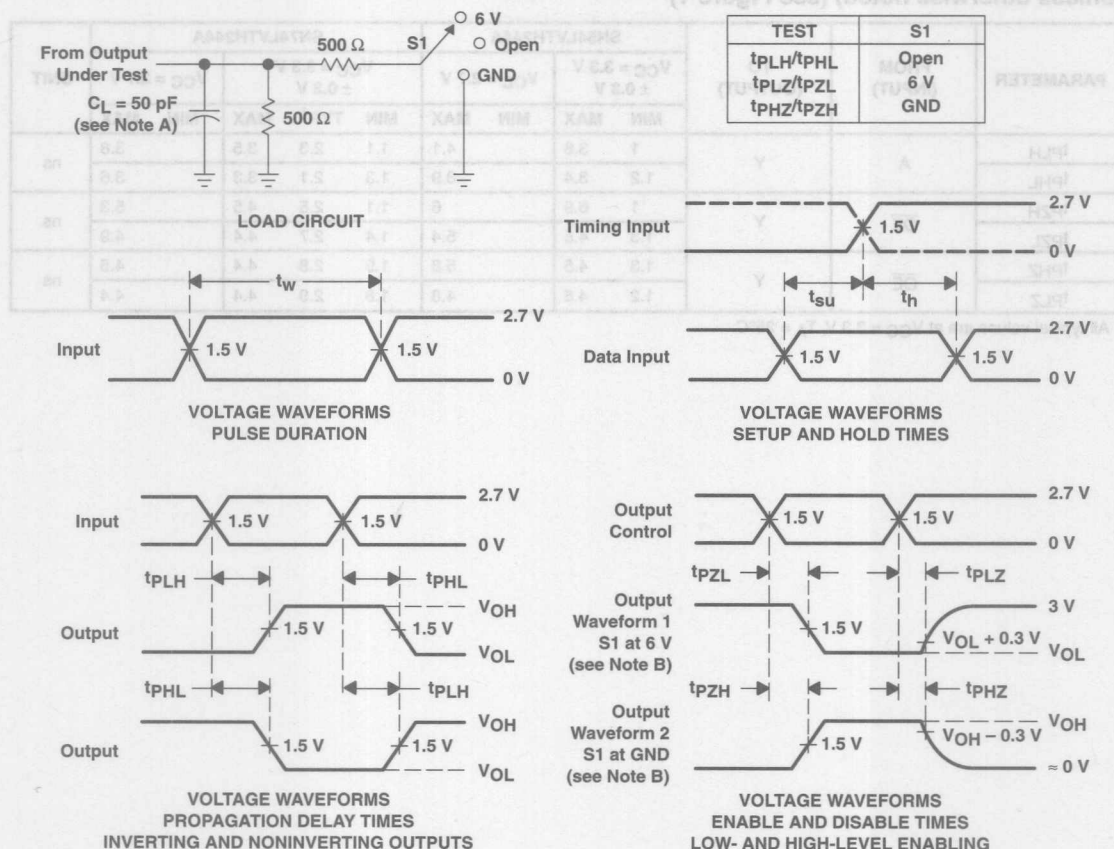 From Output
Under Test
C_L = 50 pF
(see Note A)
500 Ω
500 Ω
S1
6 V
Open
GND
LOAD CIRCUIT
TEST S1
tPLH/tPHL Open
tPLZ/tPZL 6 V
tPHZ/tPZH GND
Timing Input
1.5 V
2.7 V
0 V
tsu
th
Data Input
1.5 V
1.5 V
2.7 V
0 V
VOLTAGE WAVEFORMS
SETUP AND HOLD TIMES
tw
Input
1.5 V
1.5 V
2.7 V
0 V
VOLTAGE WAVEFORMS
PULSE DURATION
Input
1.5 V
1.5 V
2.7 V
0 V
tPLH
tPHL
Output
1.5 V
1.5 V
VOH
VOL
tPHL
tPLH
Output
1.5 V
1.5 V
VOH
VOL
VOLTAGE WAVEFORMS
PROPAGATION DELAY TIMES
INVERTING AND NONINVERTING OUTPUTS
Output
Control
1.5 V
1.5 V
2.7 V
0 V
tPZL
tPLZ
Output
Waveform 1
S1 at 6 V
(see Note B)
1.5 V
3 V
VOL + 0.3 V
VOL
tPZH
tPHZ
Output
Waveform 2
S1 at GND
(see Note B)
1.5 V
VOH
VOH − 0.3 V
≈ 0 V
VOLTAGE WAVEFORMS
ENABLE AND DISABLE TIMES
LOW- AND HIGH-LEVEL ENABLING